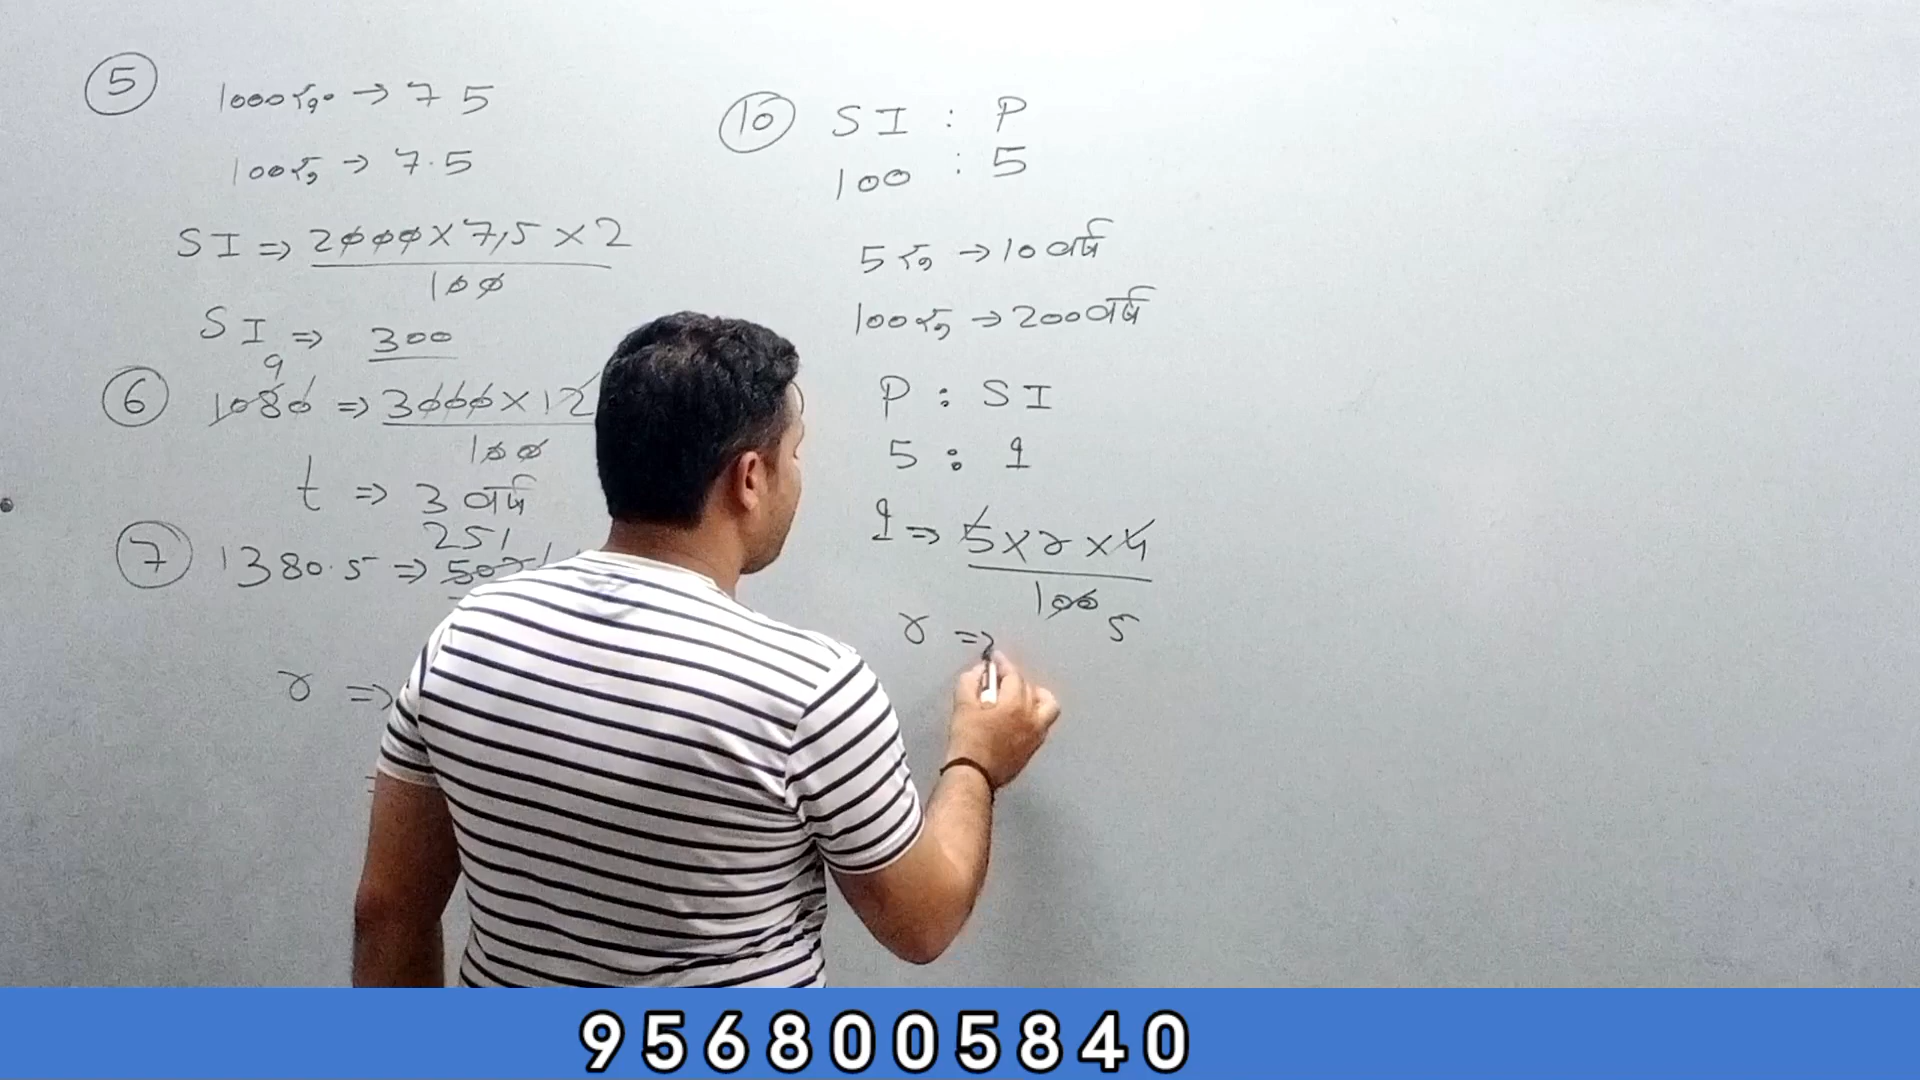 5 1000रु० → 75
100रु → 7.5
SI ⇒ 2000×7.5×2
100
SI ⇒ 300
9
6 1080 ⇒ 3000×12
100
t ⇒ 3 वर्ष
251
7 1380.5 ⇒
r ⇒
10 SI : P
100 : 5
5रु → 10 वर्ष
100रु → 200 वर्ष
P : SI
5 : 1
1 ⇒ 5×r×4
100 5
r ⇒
9568005840